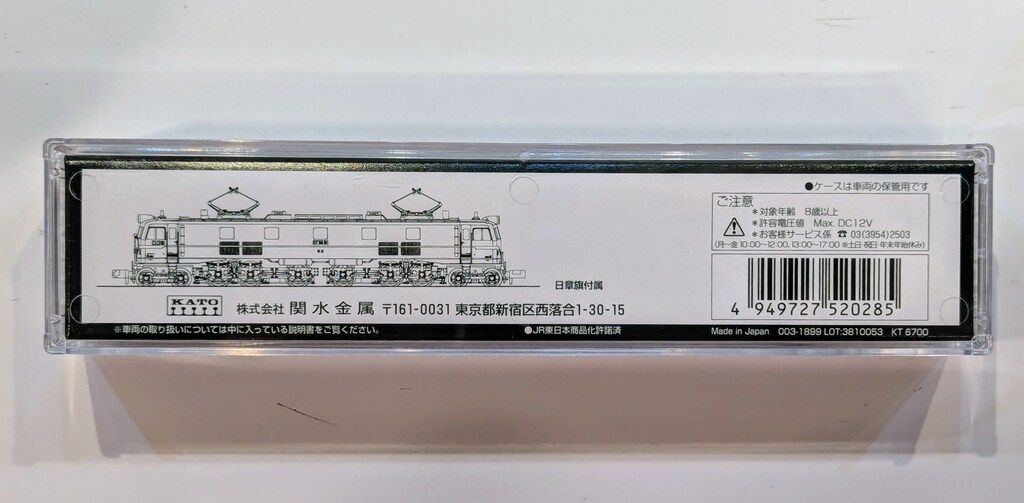 ●ケースは車両の保管用です
ご注意
＊対象年齢　8歳以上
＊許容電圧値　Max. DC12V
＊お客様サービス係 ☎ 03(3954)2503
(月〜金 10:00〜12:00、13:00〜17:00 ※土日・祝日・年末年始休み)
日章旗付属
KATO
株式会社 関水金属 〒161-0031 東京都新宿区西落合1-30-15
4 949727 520285
※車両の取り扱いについては中に入っている説明書をご覧ください。
●JR東日本商品化許諾済
Made in Japan 003-1899 LOT:3810053 KT 6700